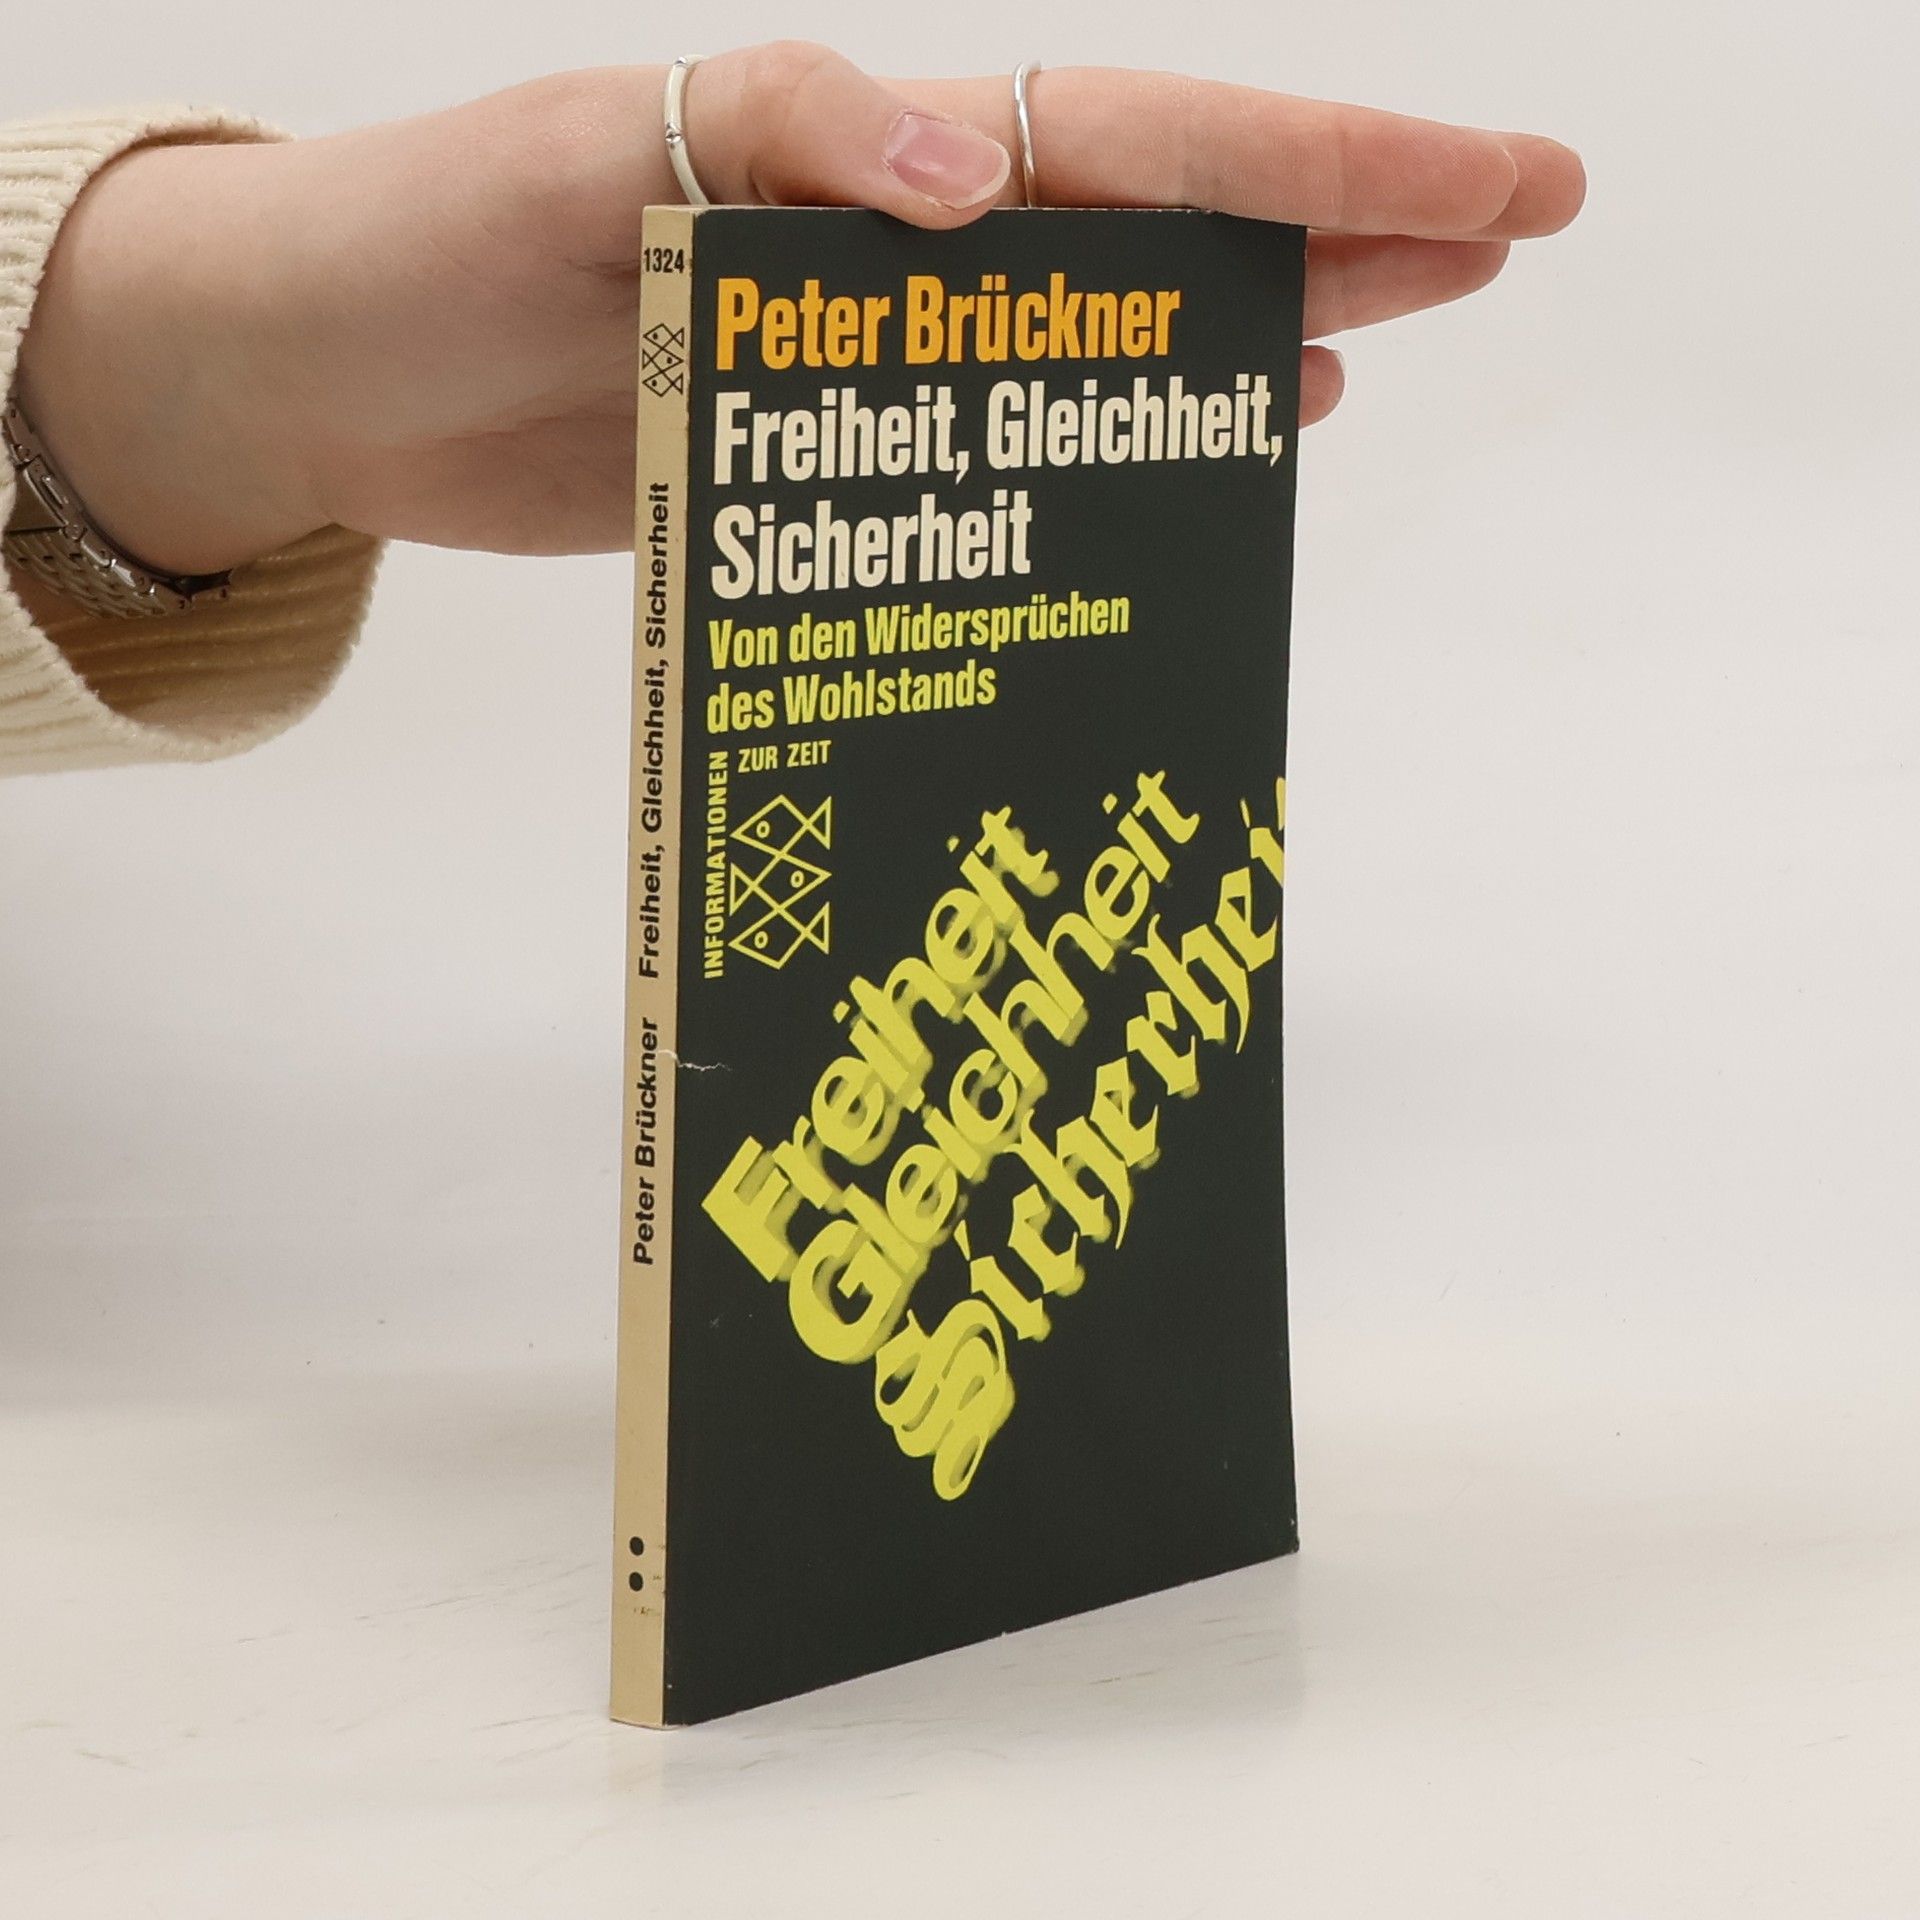 1324
Peter Brückner Freiheit, Gleichheit, Sicherheit
Peter Brückner
Freiheit, Gleichheit,
Sicherheit
Von den Widersprüchen
des Wohlstands
INFORMATIONEN ZUR ZEIT
Freiheit
Gleichheit
Sicherheit